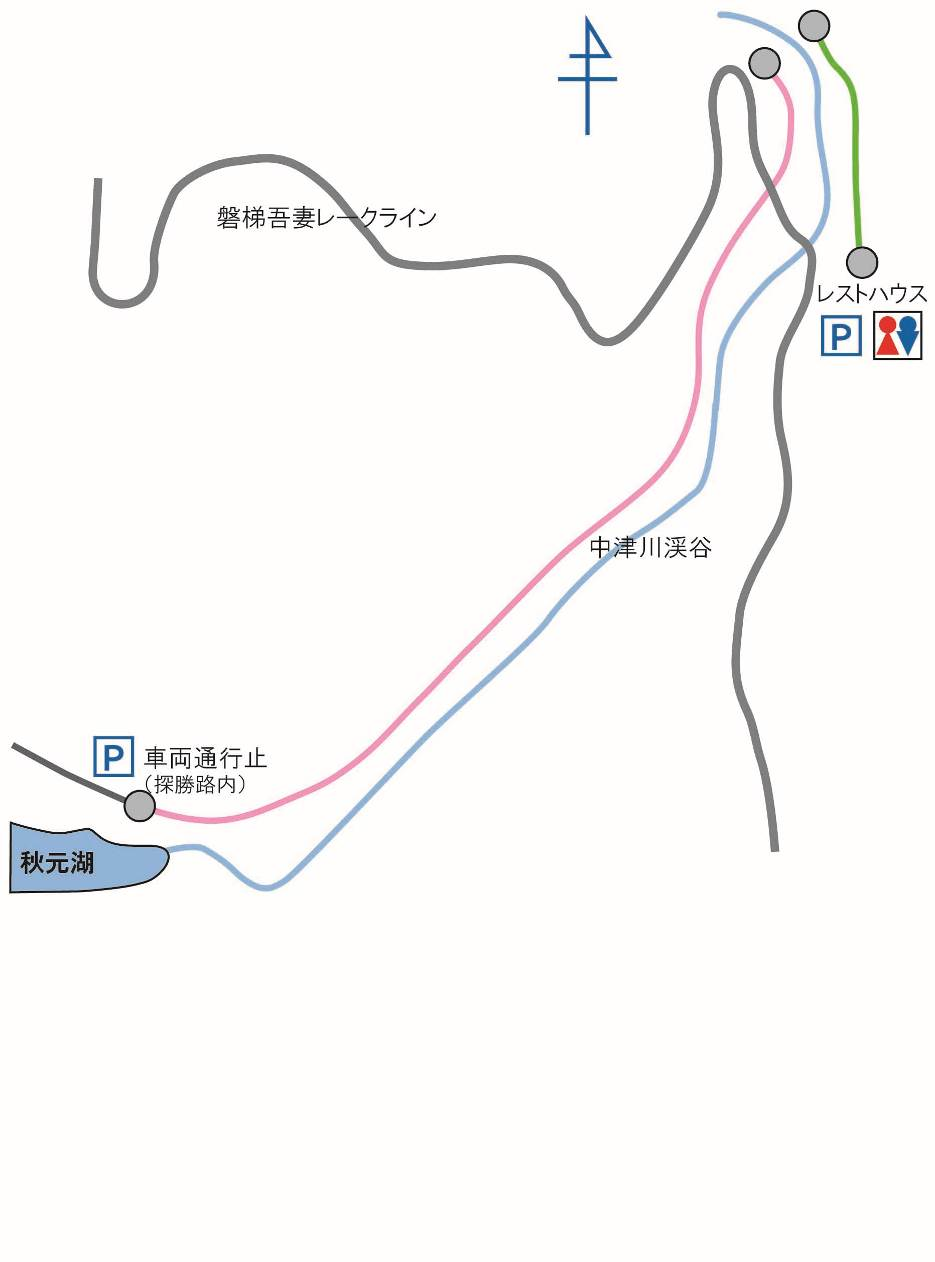 磐梯吾妻レークライン
レストハウス
P
中津川渓谷
P
車両通行止
（探勝路内）
秋元湖